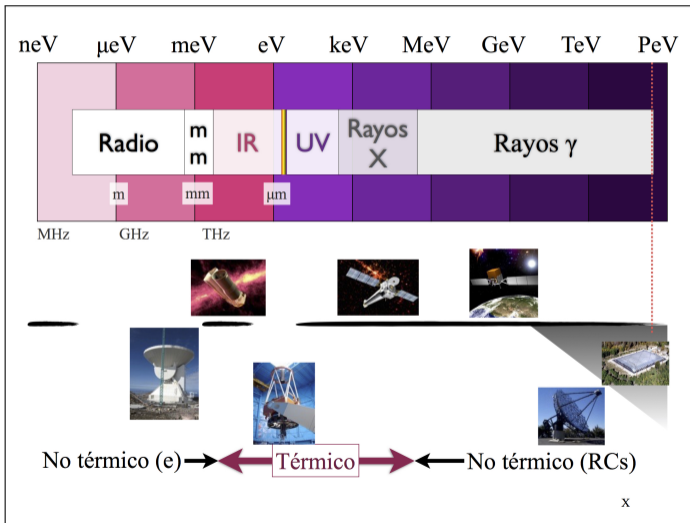 neV μeV meV eV keV MeV GeV TeV PeV
Radio
m
m
IR
UV
Rayos
X
Rayos γ
m
mm
μm
MHz
GHz
THz
No térmico (e)
Térmico
No térmico (RCs)
x